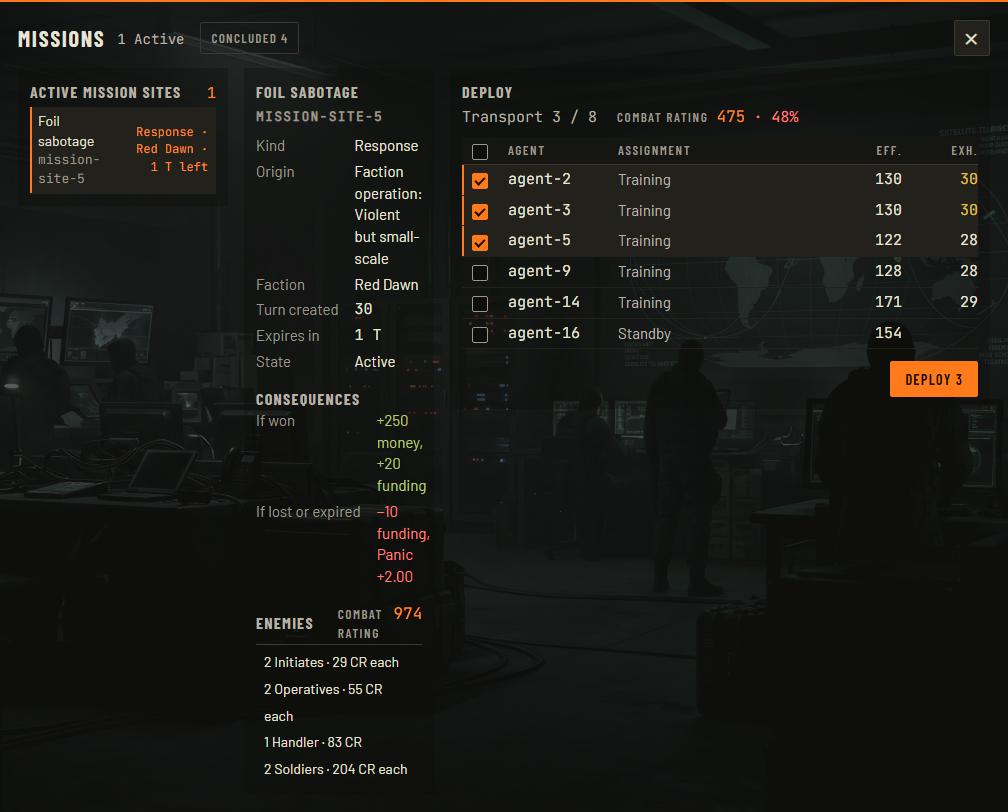 MISSIONS 1 Active CONCLUDED 4 ✕
ACTIVE MISSION SITES 1
Foil
sabotage
mission-
site-5
Response ·
Red Dawn ·
1 T left
FOIL SABOTAGE
MISSION-SITE-5
Kind Response
Origin Faction
operation:
Violent
but small-
scale
Faction Red Dawn
Turn created 30
Expires in 1 T
State Active
CONSEQUENCES
If won +250
money,
+20
funding
If lost or expired −10
funding,
Panic
+2.00
ENEMIES COMBAT RATING 974
2 Initiates · 29 CR each
2 Operatives · 55 CR
each
1 Handler · 83 CR
2 Soldiers · 204 CR each
DEPLOY
Transport 3 / 8 COMBAT RATING 475 · 48%
AGENT ASSIGNMENT EFF. EXH.
agent-2 Training 130 30
agent-3 Training 130 30
agent-5 Training 122 28
agent-9 Training 128 28
agent-14 Training 171 29
agent-16 Standby 154
DEPLOY 3